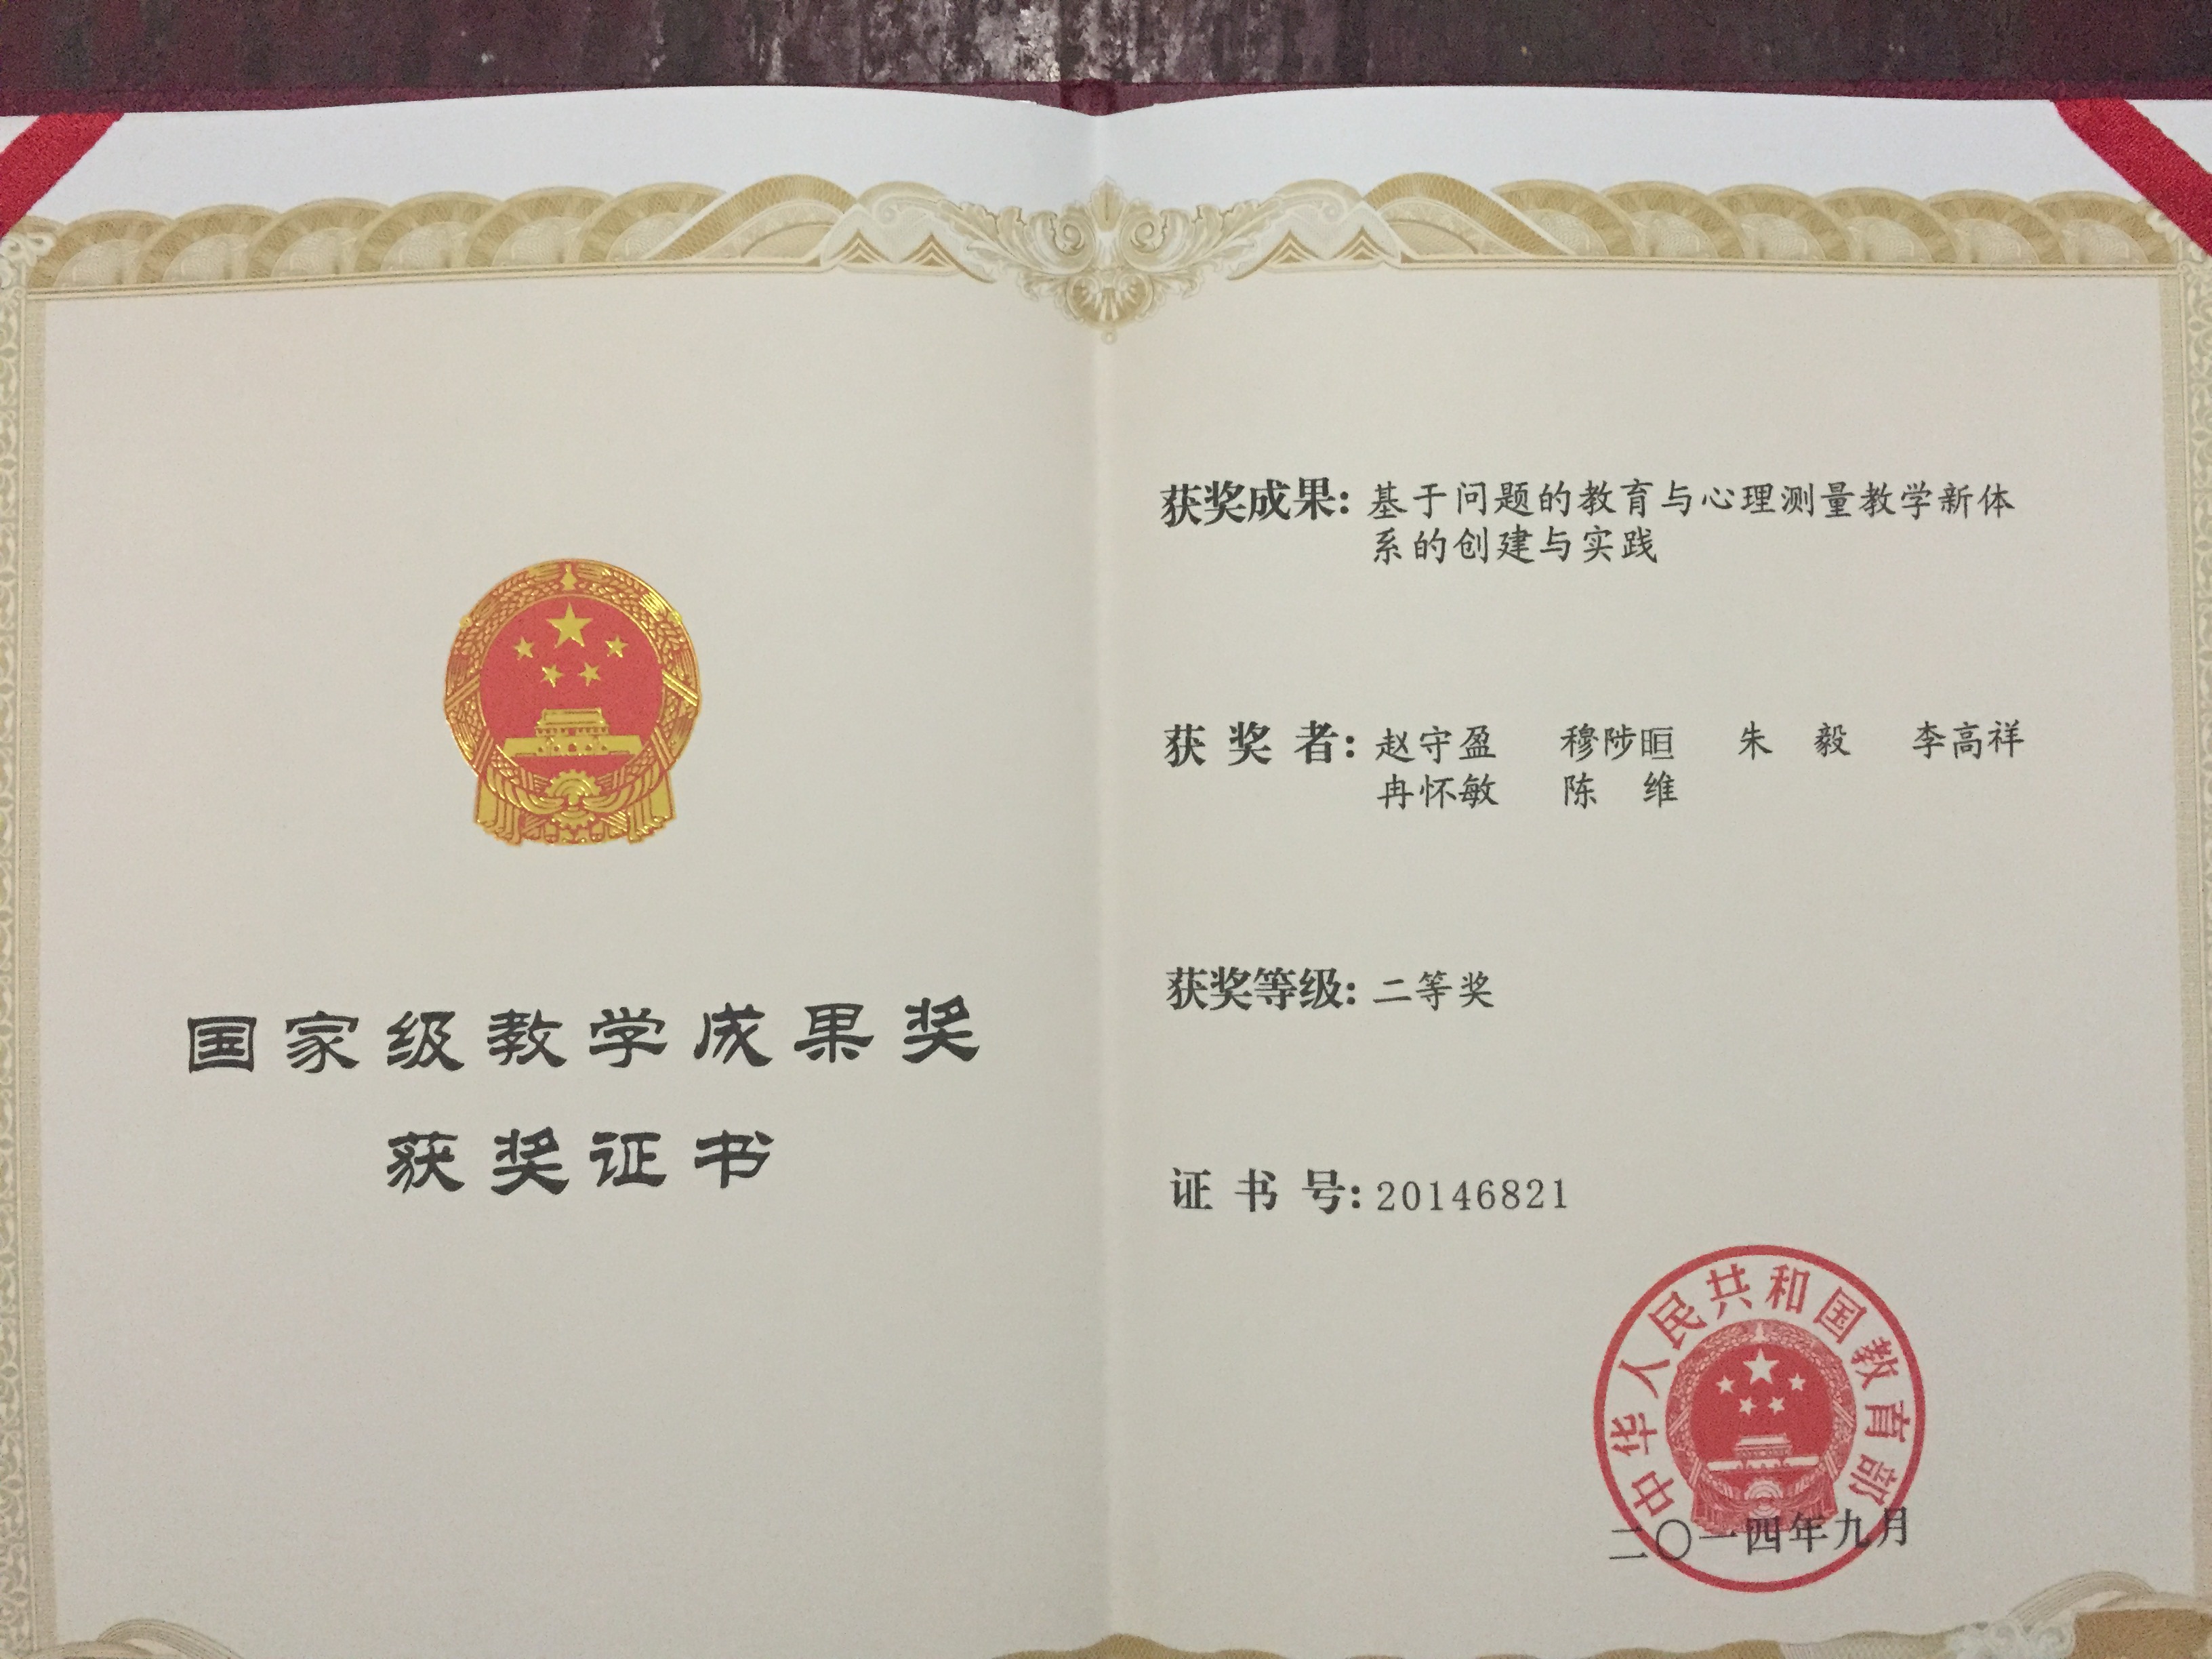 国家级教学成果奖
获奖证书
获奖成果：基于问题的教育与心理测量教学新体
系的创建与实践
获奖者：赵守盈 穆陟晅 朱毅 李高祥
冉怀敏 陈维
获奖等级：二等奖
证书号：20146821
中华人民共和国教育部
二〇一四年九月